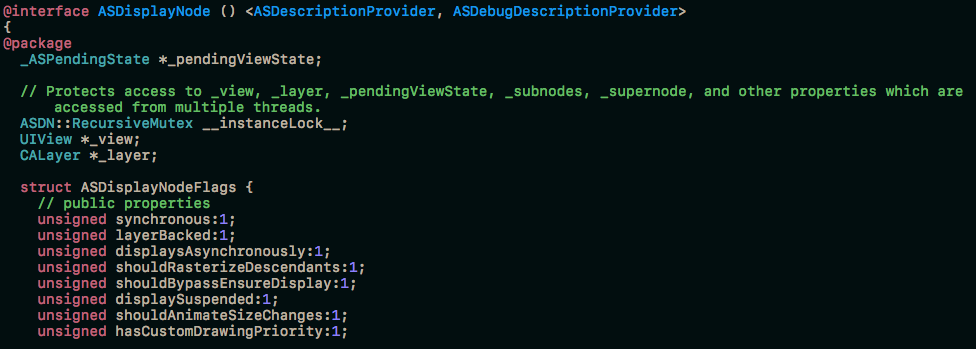 @interface ASDisplayNode () <ASDescriptionProvider, ASDebugDescriptionProvider>
{
@package
  _ASPendingState *_pendingViewState;

  // Protects access to _view, _layer, _pendingViewState, _subnodes, _supernode, and other properties which are
      accessed from multiple threads.
  ASDN::RecursiveMutex __instanceLock__;
  UIView *_view;
  CALayer *_layer;

  struct ASDisplayNodeFlags {
    // public properties
    unsigned synchronous:1;
    unsigned layerBacked:1;
    unsigned displaysAsynchronously:1;
    unsigned shouldRasterizeDescendants:1;
    unsigned shouldBypassEnsureDisplay:1;
    unsigned displaySuspended:1;
    unsigned shouldAnimateSizeChanges:1;
    unsigned hasCustomDrawingPriority:1;